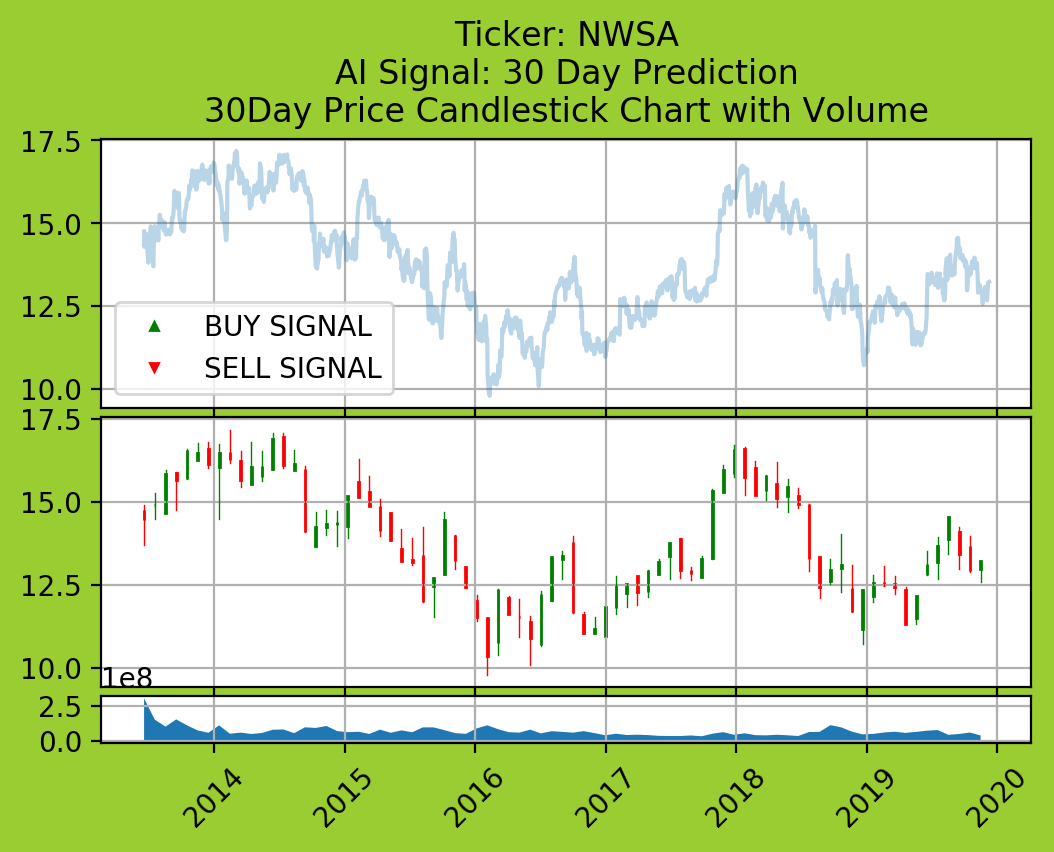 Ticker: NWSA
AI Signal: 30 Day Prediction
30Day Price Candlestick Chart with Volume
17.5
15.0
12.5
10.0
BUY SIGNAL
SELL SIGNAL
17.5
15.0
12.5
10.0
1e8
2.5
0.0
2014
2015
2016
2017
2018
2019
2020